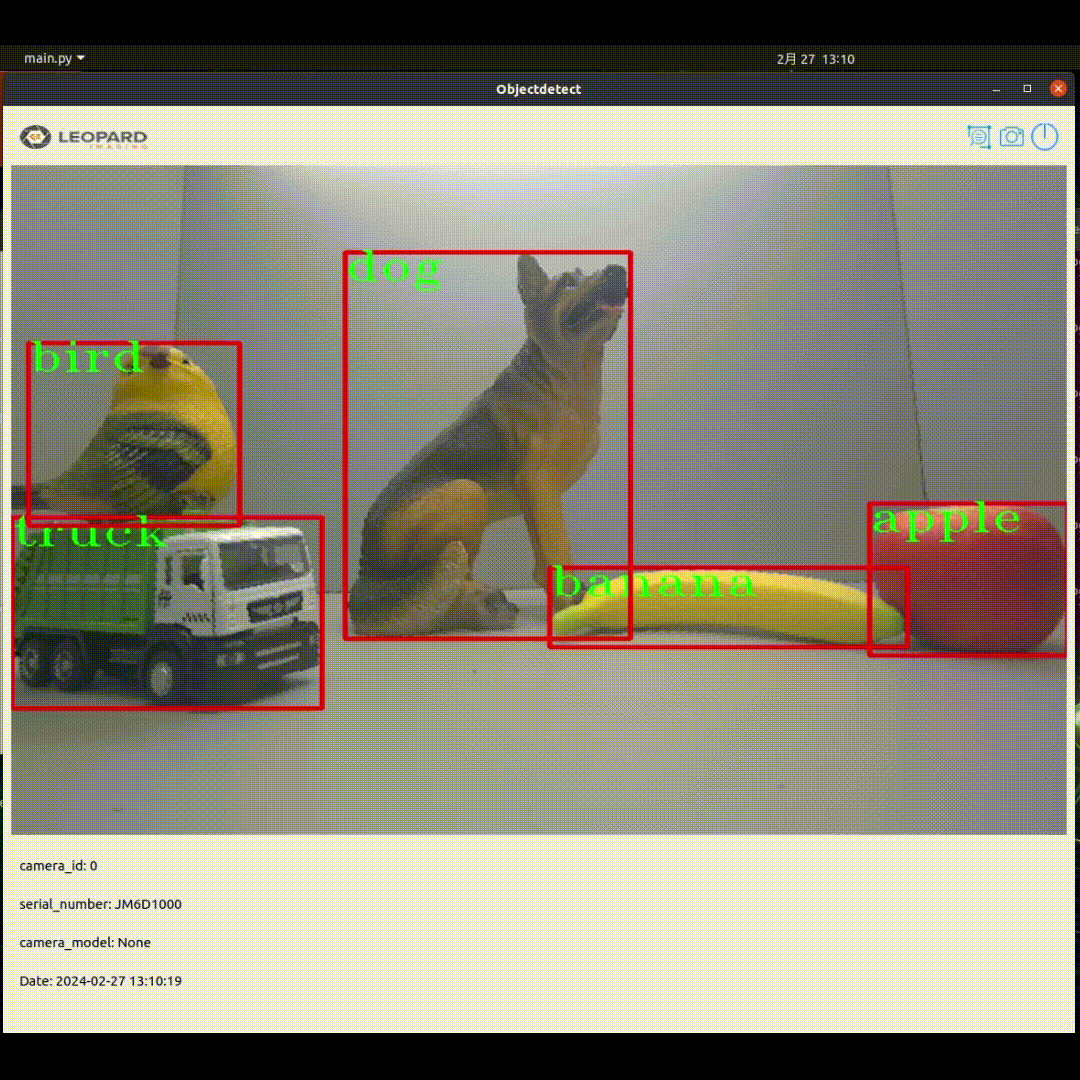 main.py
2月 27 13:10
Objectdetect
LEOPARD
IMAGING
dog
bird
truck
apple
banana
camera_id: 0
serial_number: JM6D1000
camera_model: None
Date: 2024-02-27 13:10:19